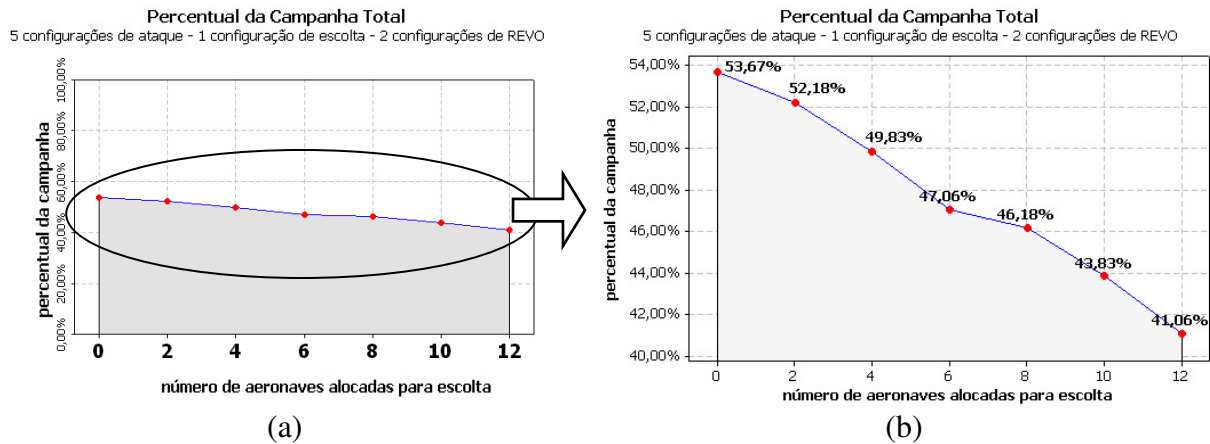 Percentual da Campanha Total
5 configurações de ataque - 1 configuração de escolta - 2 configurações de REVO
percentual da campanha
100,00%
80,00%
60,00%
40,00%
20,00%
0,00%
0 2 4 6 8 10 12
número de aeronaves alocadas para escolta
(a)
Percentual da Campanha Total
5 configurações de ataque - 1 configuração de escolta - 2 configurações de REVO
percentual da campanha
54,00%
52,00%
50,00%
48,00%
46,00%
44,00%
42,00%
40,00%
53,67%
52,18%
49,83%
47,06%
46,18%
43,83%
41,06%
0 2 4 6 8 10 12
número de aeronaves alocadas para escolta
(b)